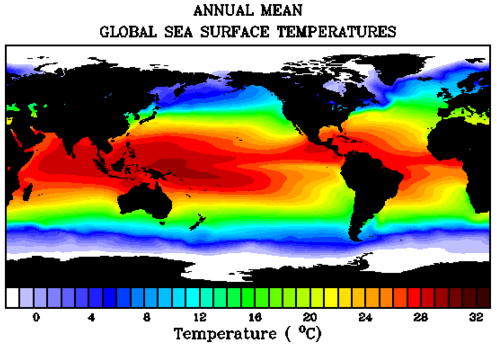 ANNUAL MEAN
GLOBAL SEA SURFACE TEMPERATURES
0 4 8 12 16 20 24 28 32
Temperature ( °C)